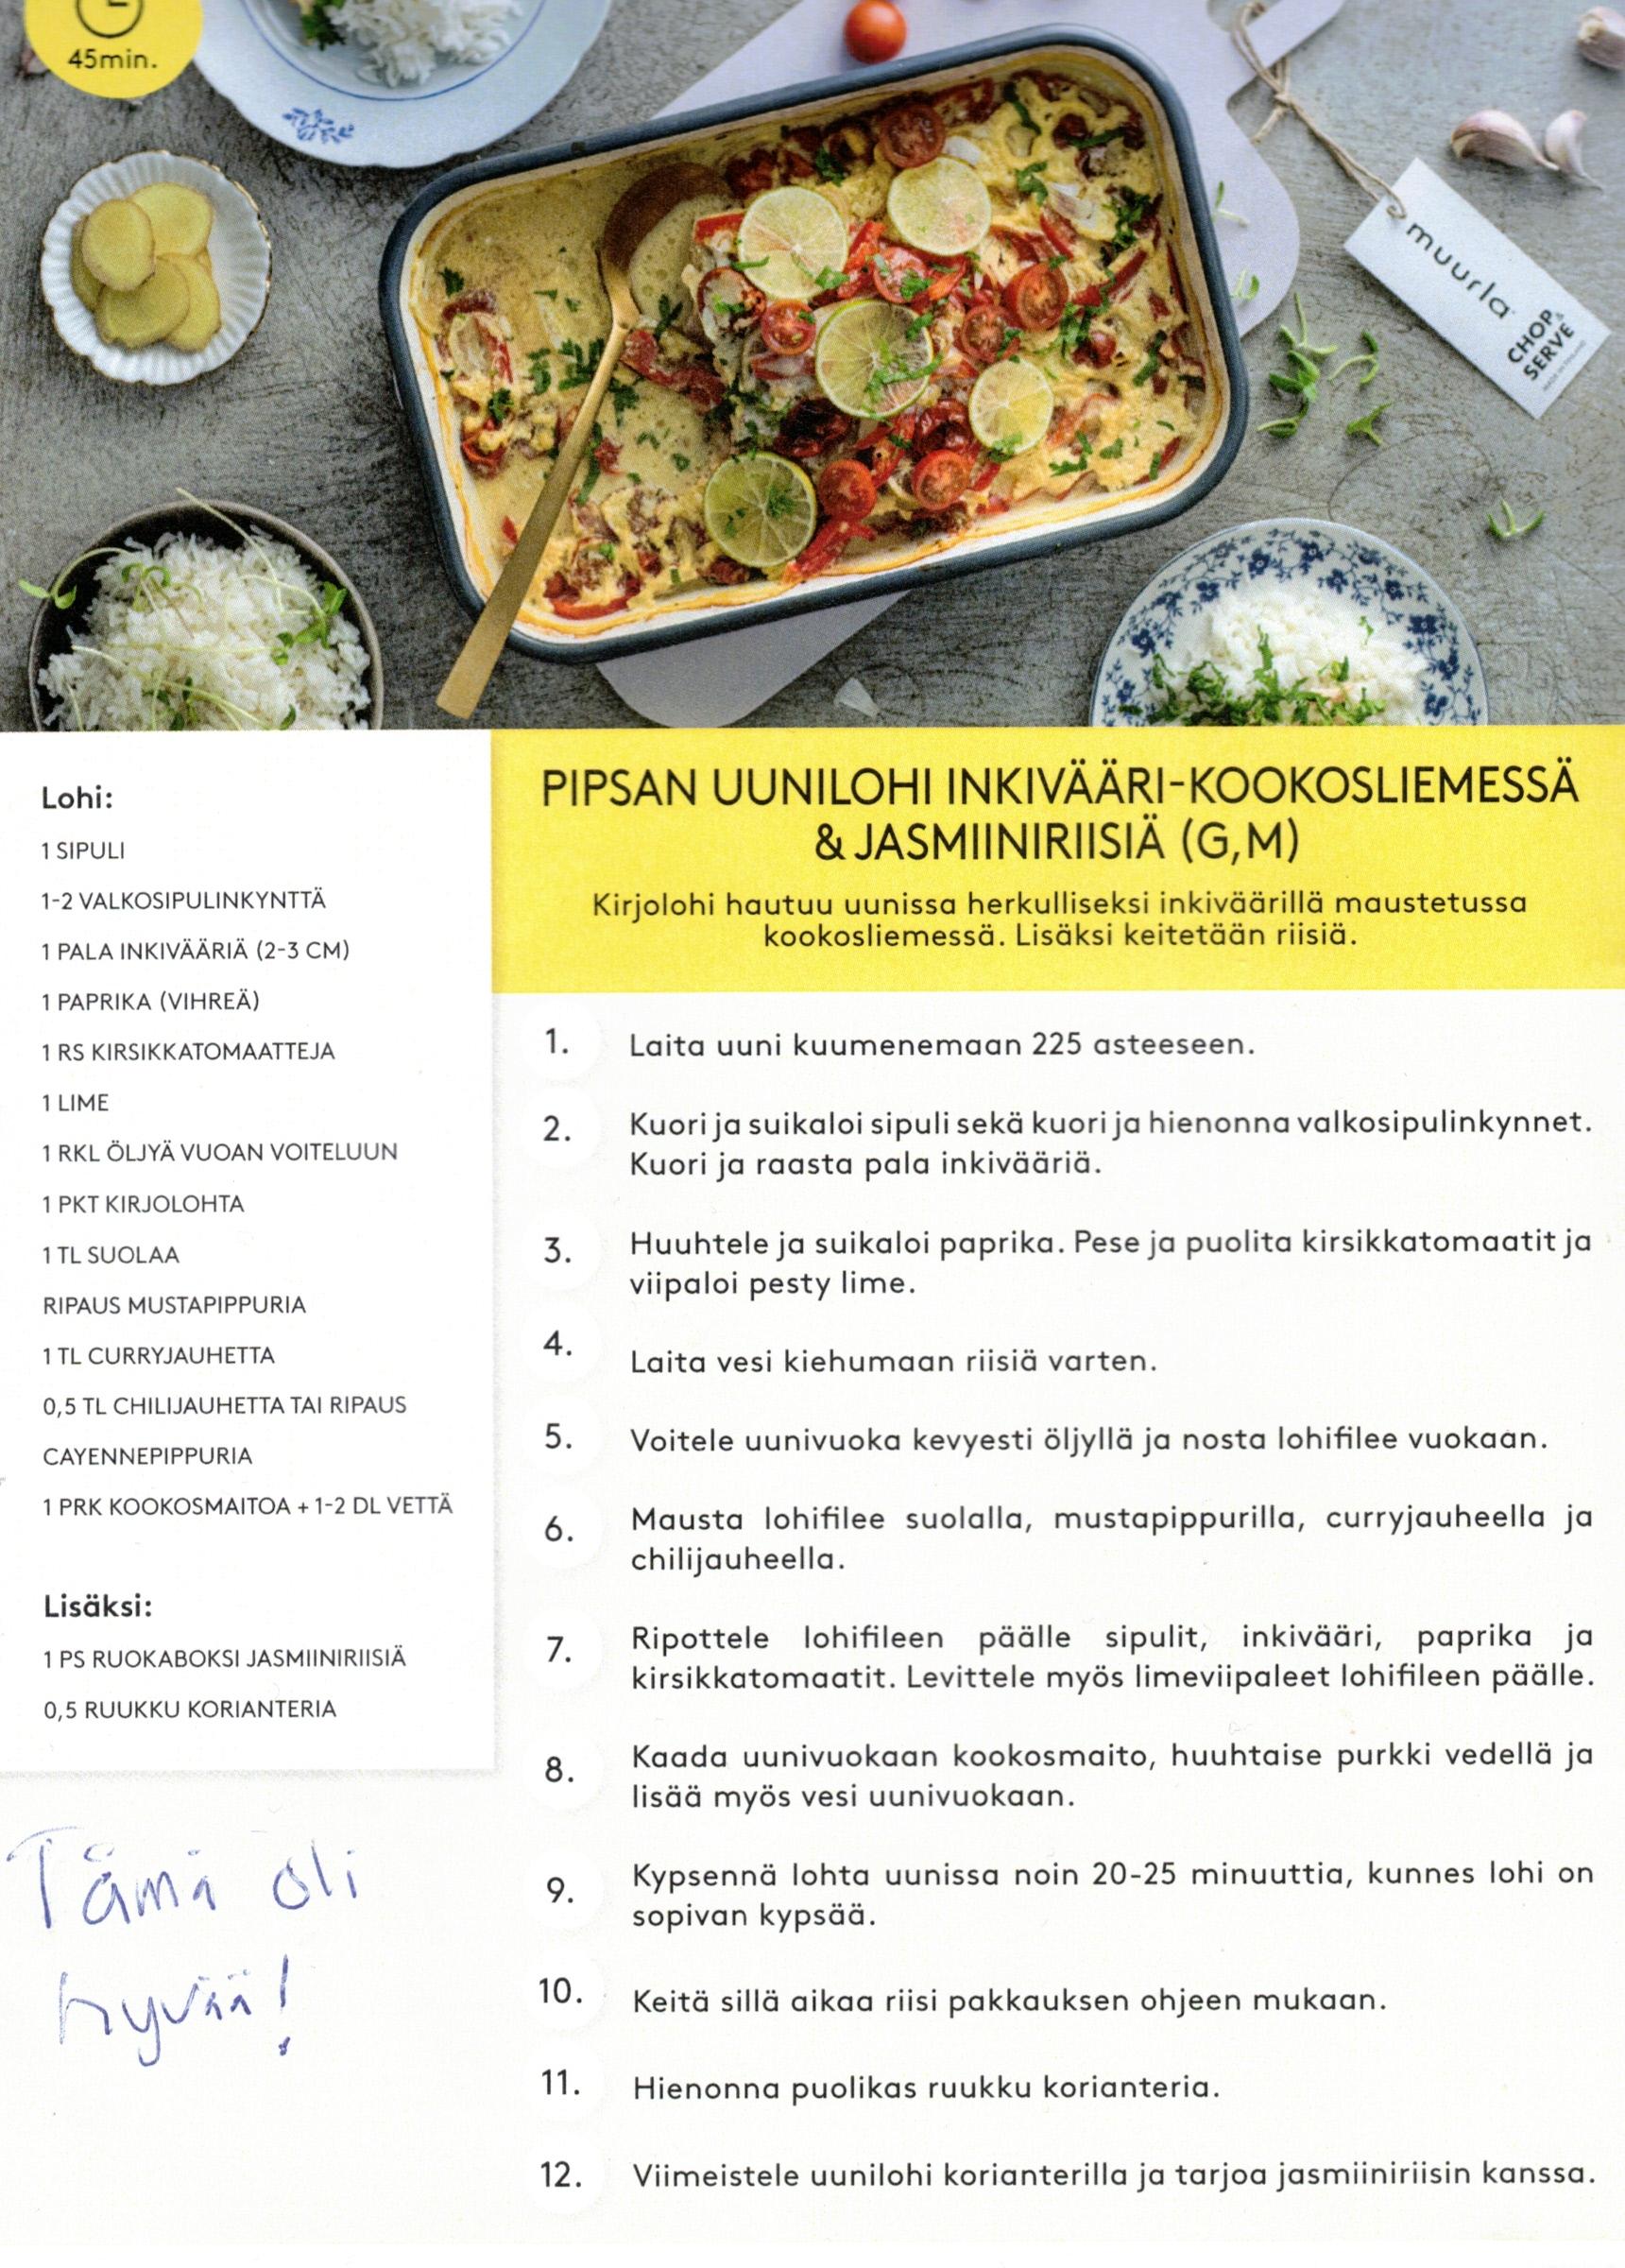 45min.
muurla
CHOP &
SERVE
Lohi:
1 SIPULI
1-2 VALKOSIPULINKYNTTÄ
1 PALA INKIVÄÄRIÄ (2-3 CM)
1 PAPRIKA (VIHREÄ)
1 RS KIRSIKKATOMAATTEJA
1 LIME
1 RKL ÖLJYÄ VUOAN VOITELUUN
1 PKT KIRJOLOHTA
1 TL SUOLAA
RIPAUS MUSTAPIPPURIA
1 TL CURRYJAUHETTA
0,5 TL CHILIJAUHETTA TAI RIPAUS
CAYENNEPIPPURIA
1 PRK KOOKOSMAITOA + 1-2 DL VETTÄ
Lisäksi:
1 PS RUOKABOKSI JASMIINIRIISIÄ
0,5 RUUKKU KORIANTERIA
Tämä oli
hyvää!
PIPSAN UUNILOHI INKIVÄÄRI-KOOKOSLIEMESSÄ
& JASMIINIRIISIÄ (G,M)
Kirjolohi hautuu uunissa herkulliseksi inkiväärillä maustetussa
kookosliemessä. Lisäksi keitetään riisiä.
1. Laita uuni kuumenemaan 225 asteeseen.
2. Kuori ja suikaloi sipuli sekä kuori ja hienonna valkosipulinkynnet.
Kuori ja raasta pala inkivääriä.
3. Huuhtele ja suikaloi paprika. Pese ja puolita kirsikkatomaatit ja
viipaloi pesty lime.
4. Laita vesi kiehumaan riisiä varten.
5. Voitele uunivuoka kevyesti öljyllä ja nosta lohifilee vuokaan.
6. Mausta lohifilee suolalla, mustapippurilla, curryjauheella ja
chilijauheella.
7. Ripottele lohifileen päälle sipulit, inkivääri, paprika ja
kirsikkatomaatit. Levittele myös limeviipaleet lohifileen päälle.
8. Kaada uunivuokaan kookosmaito, huuhtaise purkki vedellä ja
lisää myös vesi uunivuokaan.
9. Kypsennä lohta uunissa noin 20-25 minuuttia, kunnes lohi on
sopivan kypsää.
10. Keitä sillä aikaa riisi pakkauksen ohjeen mukaan.
11. Hienonna puolikas ruukku korianteria.
12. Viimeistele uunilohi korianterilla ja tarjoa jasmiiniriisin kanssa.